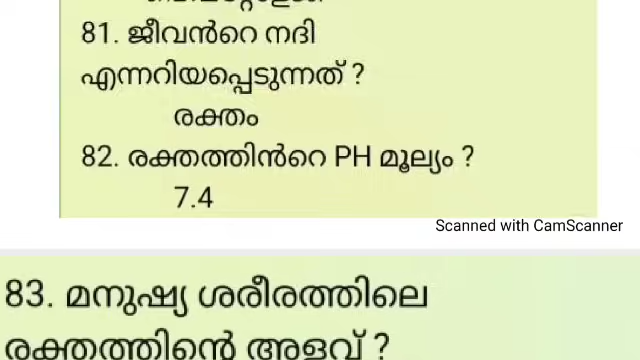 81. ജീവൻറെ നദി
എന്നറിയപ്പെടുന്നത് ?
രക്തം
82. രക്തത്തിൻറെ PH മൂല്യം ?
7.4
Scanned with CamScanner
83. മനുഷ്യ ശരീരത്തിലെ
രക്തത്തിന്റെ അളവ് ?